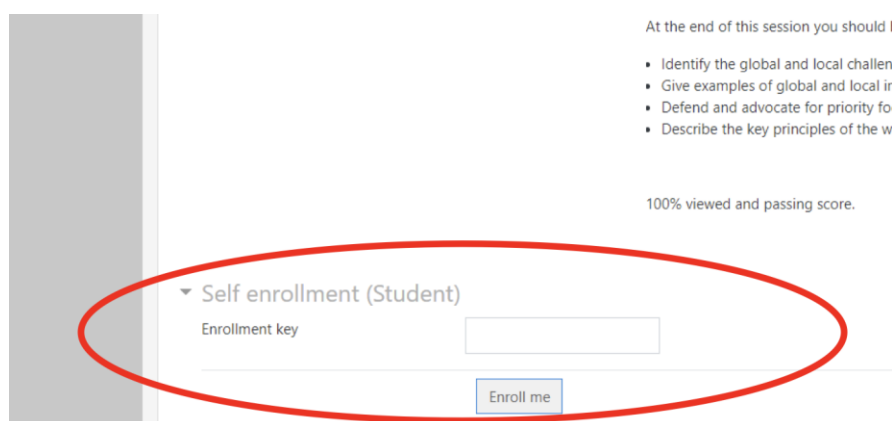 At the end of this session you should
• Identify the global and local challen
• Give examples of global and local in
• Defend and advocate for priority fo
• Describe the key principles of the w
100% viewed and passing score.
Self enrollment (Student)
Enrollment key
Enroll me